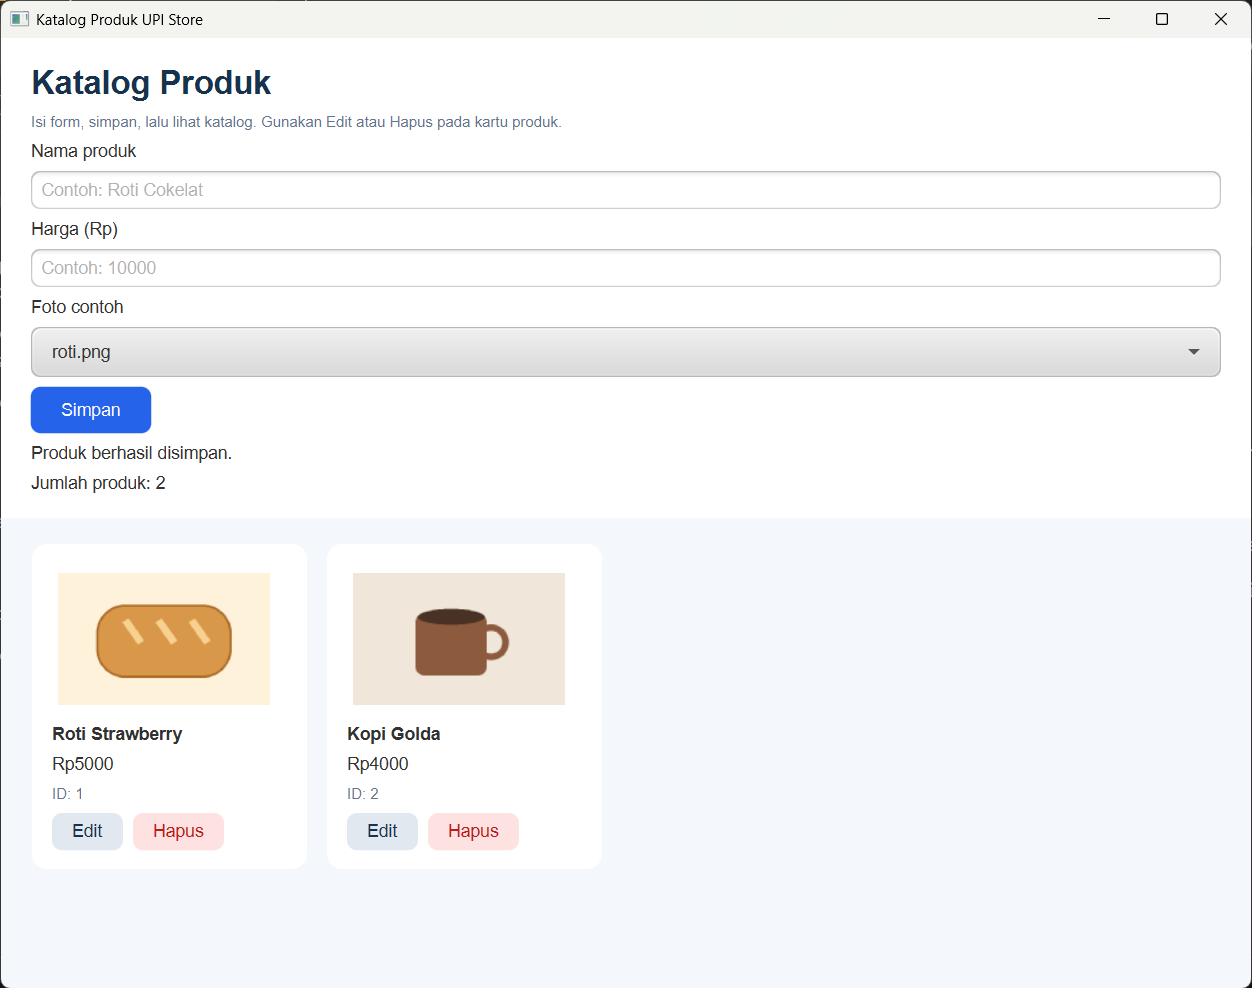 Katalog Produk UPI Store
Katalog Produk
Isi form, simpan, lalu lihat katalog. Gunakan Edit atau Hapus pada kartu produk.
Nama produk
Contoh: Roti Cokelat
Harga (Rp)
Contoh: 10000
Foto contoh
roti.png
Simpan
Produk berhasil disimpan.
Jumlah produk: 2
Roti Strawberry
Rp5000
ID: 1
Edit Hapus
Kopi Golda
Rp4000
ID: 2
Edit Hapus